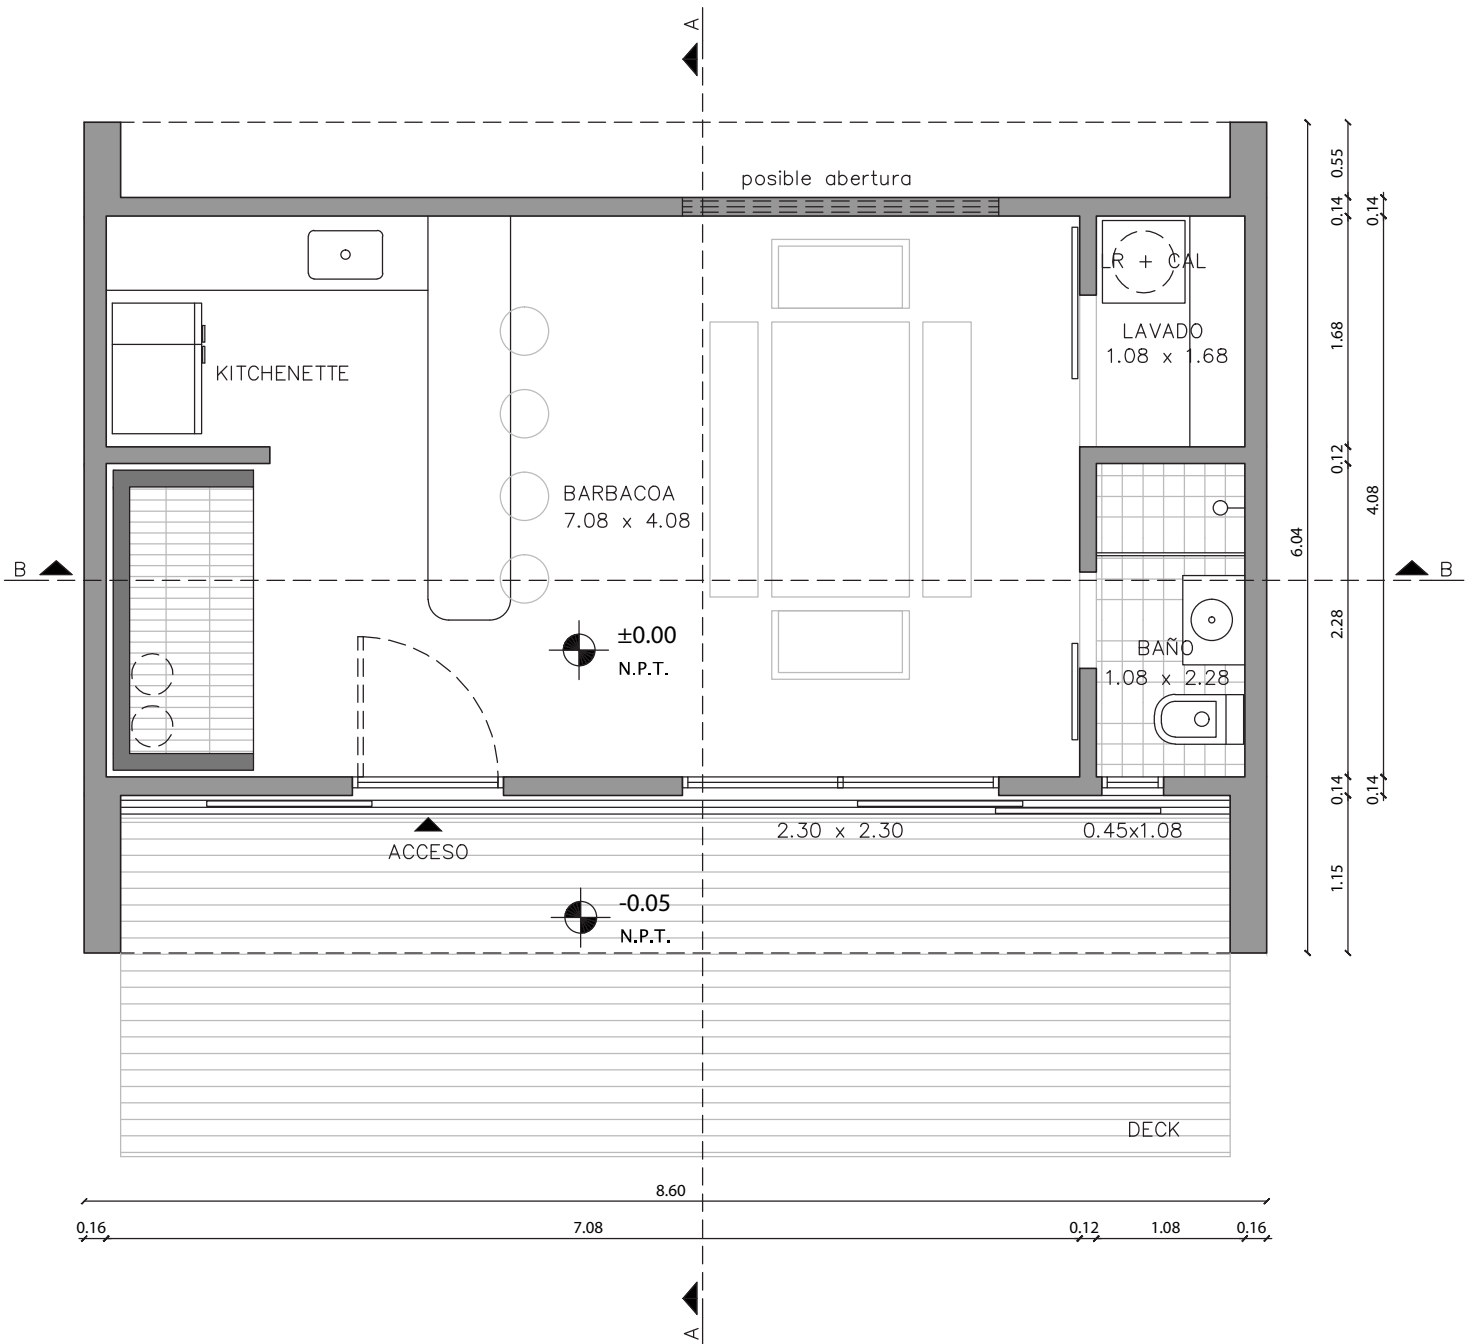 A
posible abertura
LR + CAL
LAVADO
1.08 x 1.68
KITCHENETTE
BARBACOA
7.08 x 4.08
B
B
±0.00
N.P.T.
BAÑO
1.08 x 2.28
2.30 x 2.30
0.45x1.08
ACCESO
-0.05
N.P.T.
DECK
0.55
0.14
0.14
1.68
0.12
4.08
6.04
2.28
0.14
0.14
1.15
8.60
0.16
7.08
0.12
1.08
0.16
A